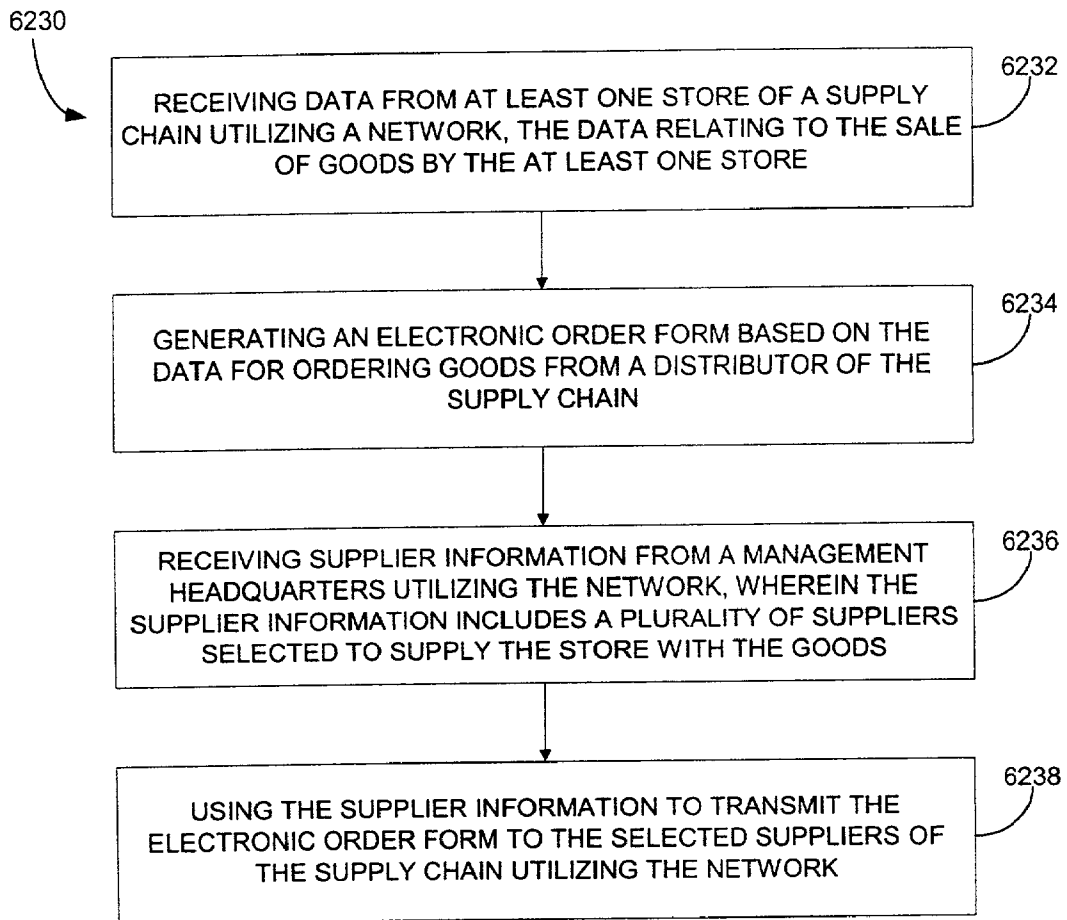 6230
6232
RECEIVING DATA FROM AT LEAST ONE STORE OF A SUPPLY
CHAIN UTILIZING A NETWORK, THE DATA RELATING TO THE SALE
OF GOODS BY THE AT LEAST ONE STORE
6234
GENERATING AN ELECTRONIC ORDER FORM BASED ON THE
DATA FOR ORDERING GOODS FROM A DISTRIBUTOR OF THE
SUPPLY CHAIN
6236
RECEIVING SUPPLIER INFORMATION FROM A MANAGEMENT
HEADQUARTERS UTILIZING THE NETWORK, WHEREIN THE
SUPPLIER INFORMATION INCLUDES A PLURALITY OF SUPPLIERS
SELECTED TO SUPPLY THE STORE WITH THE GOODS
6238
USING THE SUPPLIER INFORMATION TO TRANSMIT THE
ELECTRONIC ORDER FORM TO THE SELECTED SUPPLIERS OF
THE SUPPLY CHAIN UTILIZING THE NETWORK